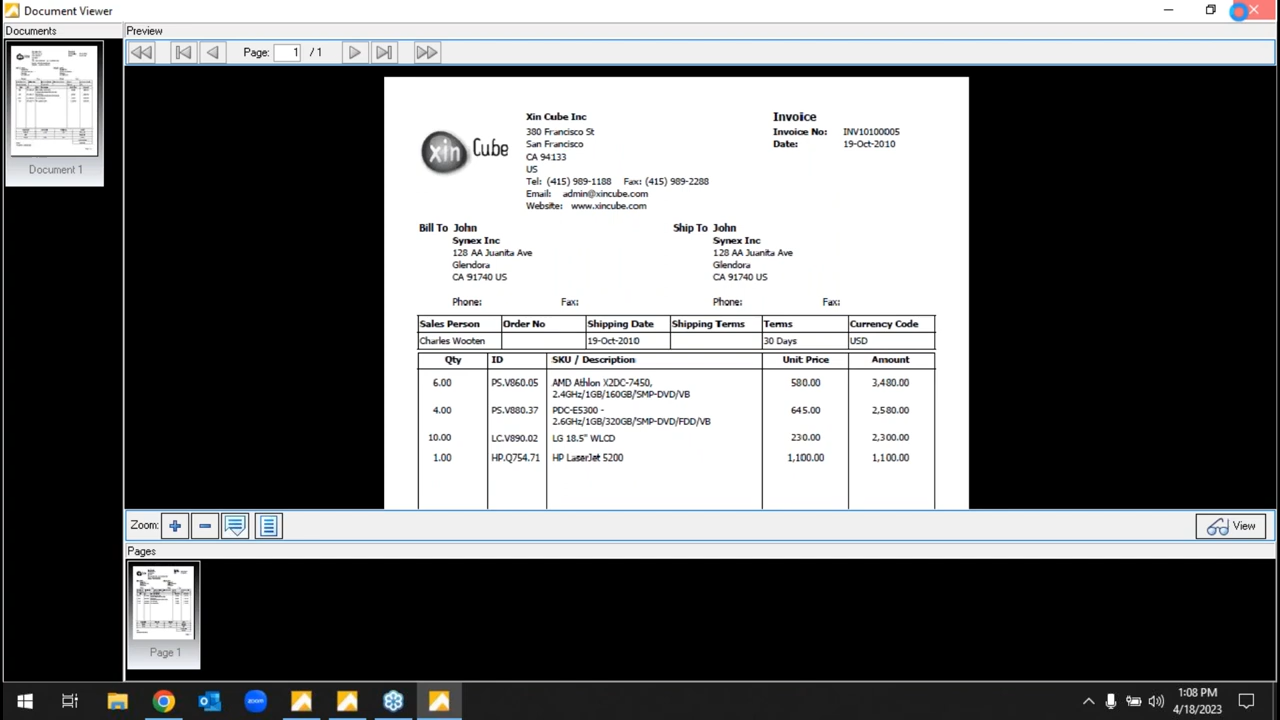 Document Viewer
Documents
Document 1
Preview
Page: 1 / 1
xin Cube
Xin Cube Inc
380 Francisco St
San Francisco
CA 94133
US
Tel: (415) 989-1188 Fax: (415) 989-2288
Email: admin@xincube.com
Website: www.xincube.com
Invoice
Invoice No: INV10100005
Date: 19-Oct-2010
Bill To John
Synex Inc
128 AA Juanita Ave
Glendora
CA 91740 US
Phone: Fax:
Ship To John
Synex Inc
128 AA Juanita Ave
Glendora
CA 91740 US
Phone: Fax:
Sales Person Order No Shipping Date Shipping Terms Terms Currency Code
Charles Wooten 19-Oct-2010 30 Days USD
Qty ID SKU / Description Unit Price Amount
6.00 PS.V860.05 AMD Athlon X2DC-7450, 580.00 3,480.00
2.4GHz/1GB/160GB/SMP-DVD/VB
4.00 PS.V880.37 PDC-E5300 - 645.00 2,580.00
2.6GHz/1GB/320GB/SMP-DVD/FDD/VB
10.00 LC.V890.02 LG 18.5" WLCD 230.00 2,300.00
1.00 HP.Q754.71 HP LaserJet 5200 1,100.00 1,100.00
Zoom: View
Pages
Page 1
zoom
1:08 PM
4/18/2023